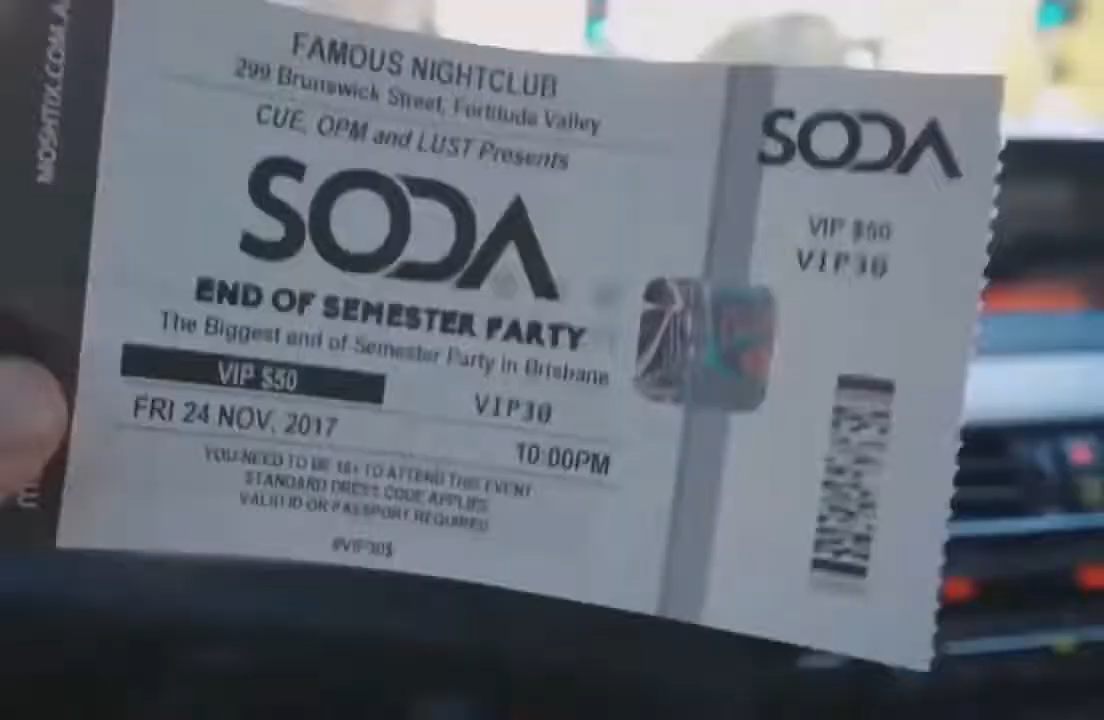 MOSHTIX.COM.A
FAMOUS NIGHTCLUB
299 Brunswick Street, Fortitude Valley
CUE, OPM and LUST Presents
SODA
END OF SEMESTER PARTY
The Biggest end of Semester Party in Brisbane
VIP $50
VIP30
FRI 24 NOV, 2017
10:00PM
YOU NEED TO BE 18+ TO ATTEND THIS EVENT
STANDARD DRESS CODE APPLIES
VALID ID OR PASSPORT REQUIRED
SODA
VIP $50
VIP30